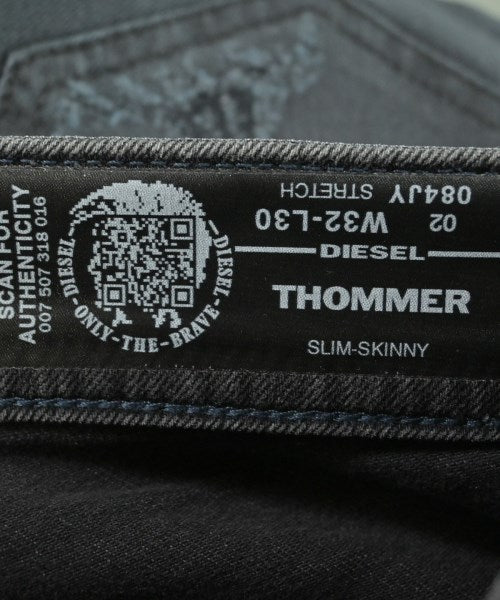 SCAN FOR
AUTHENTICITY
007 507 318 016
DIESEL - ONLY - THE - BRAVE - DIESEL
02 W32-L30
084JY STRETCH
DIESEL
THOMMER
SLIM-SKINNY